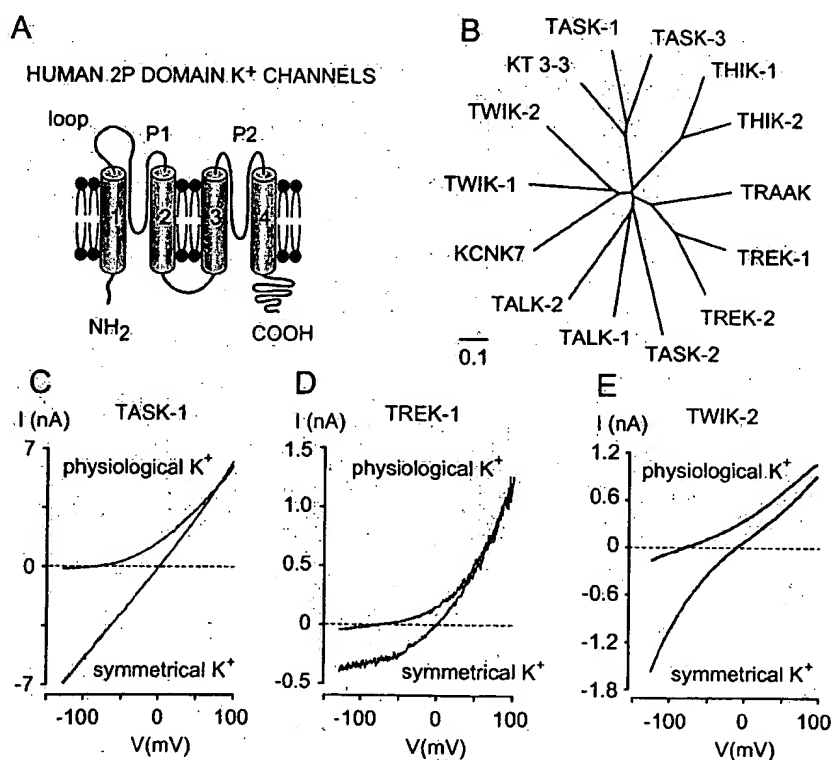 A
HUMAN 2P DOMAIN K+ CHANNELS
loop
P1
P2
1
2
3
4
NH2
COOH
B
TASK-1
TASK-3
KT 3-3
THIK-1
TWIK-2
THIK-2
TWIK-1
TRAAK
KCNK7
TREK-1
TALK-2
TREK-2
TALK-1
TASK-2
0.1
C
I (nA)
TASK-1
7
physiological K+
0
symmetrical K+
-7
-100
0
100
V(mV)
D
I (nA)
TREK-1
1.5
physiological K+
1.0
0.5
0
symmetrical K+
-0.5
-100
0
100
V(mV)
E
I (nA)
TWIK-2
1.2
physiological K+
0.6
0
-0.6
-1.2
symmetrical K+
-1.8
-100
0
100
V(mV)